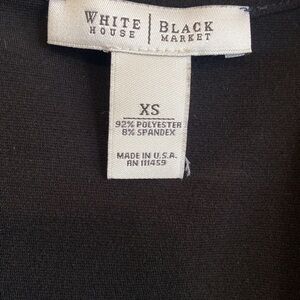 WHITE | BLACK
HOUSE | MARKET
XS
92% POLYESTER
8% SPANDEX
MADE IN U.S.A.
RN 111459